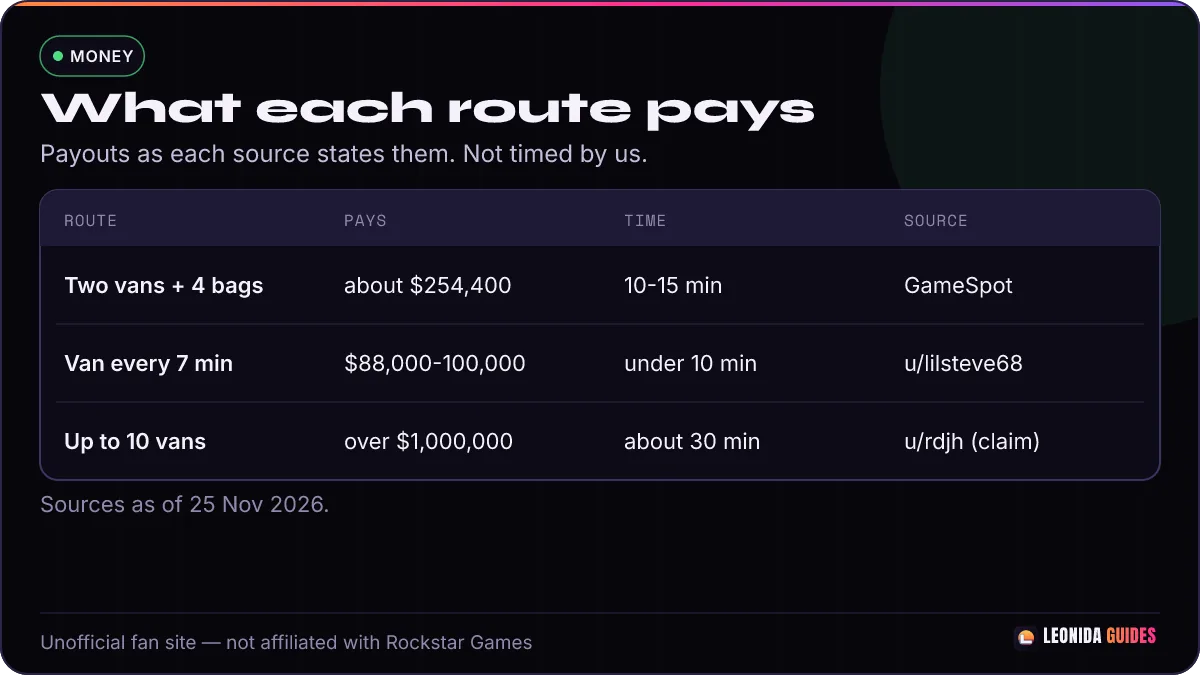 MONEY
What each route pays
Payouts as each source states them. Not timed by us.
ROUTE PAYS TIME SOURCE
Two vans + 4 bags about $254,400 10-15 min GameSpot
Van every 7 min $88,000-100,000 under 10 min u/lilsteve68
Up to 10 vans over $1,000,000 about 30 min u/rdjh (claim)
Sources as of 25 Nov 2026.
Unofficial fan site — not affiliated with Rockstar Games
LEONIDA GUIDES